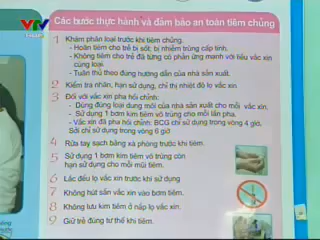 VTV
Các bước thực hành và đảm bảo an toàn tiêm chủng
1 Khám phân loại trước khi tiêm chủng.
- Hoãn tiêm cho trẻ bị sốt, bị nhiễm trùng cấp tính.
- Không tiêm cho trẻ đã từng có phản ứng mạnh với liều vắc xin
cùng loại.
- Tuân thủ theo đúng hướng dẫn của nhà sản xuất.
2 Kiểm tra nhãn, hạn sử dụng, chỉ thị nhiệt độ lọ vắc xin
3 Đối với vắc xin pha hồi chỉnh:
- Dùng đúng loại dung môi của nhà sản xuất cho mỗi vắc xin.
- Sử dụng 1 bơm kim tiêm vô trùng cho mỗi lần pha.
- Vắc xin đã pha hồi chỉnh: BCG chỉ sử dụng trong vòng 4 giờ,
Sởi chỉ sử dụng trong vòng 6 giờ
4 Rửa tay sạch bằng xà phòng trước khi tiêm.
5 Sử dụng 1 bơm kim tiêm vô trùng còn
hạn sử dụng cho mỗi mũi tiêm.
6 Lắc đều lọ vắc xin trước khi sử dụng
7 Không hút sẵn vắc xin vào bơm tiêm.
8 Không lưu kim tiêm ở nắp lọ vắc xin.
9 Giữ trẻ đúng tư thế khi tiêm.